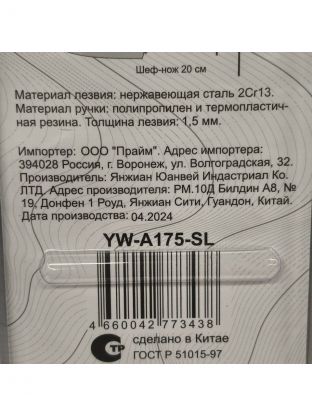 Шеф-нож 20 см
Материал лезвия: нержавеющая сталь 2Cr13.
Материал ручки: полипропилен и термопластич-
ная резина. Толщина лезвия: 1,5 мм.
Импортер: ООО "Прайм". Адрес импортера:
394028 Россия, г. Воронеж, ул. Волгоградская, 32.
Производитель: Янжиан Юанвей Индастриал Ко.
ЛТД. Адрес производителя: РМ.10Д Билдин А8, №
19, Донфен 1 Роуд, Янжиан Сити, Гуандон, Китай.
Дата производства: 04.2024
YW-A175-SL
4 660042 773438
СТР
сделано в Китае
ГОСТ Р 51015-97